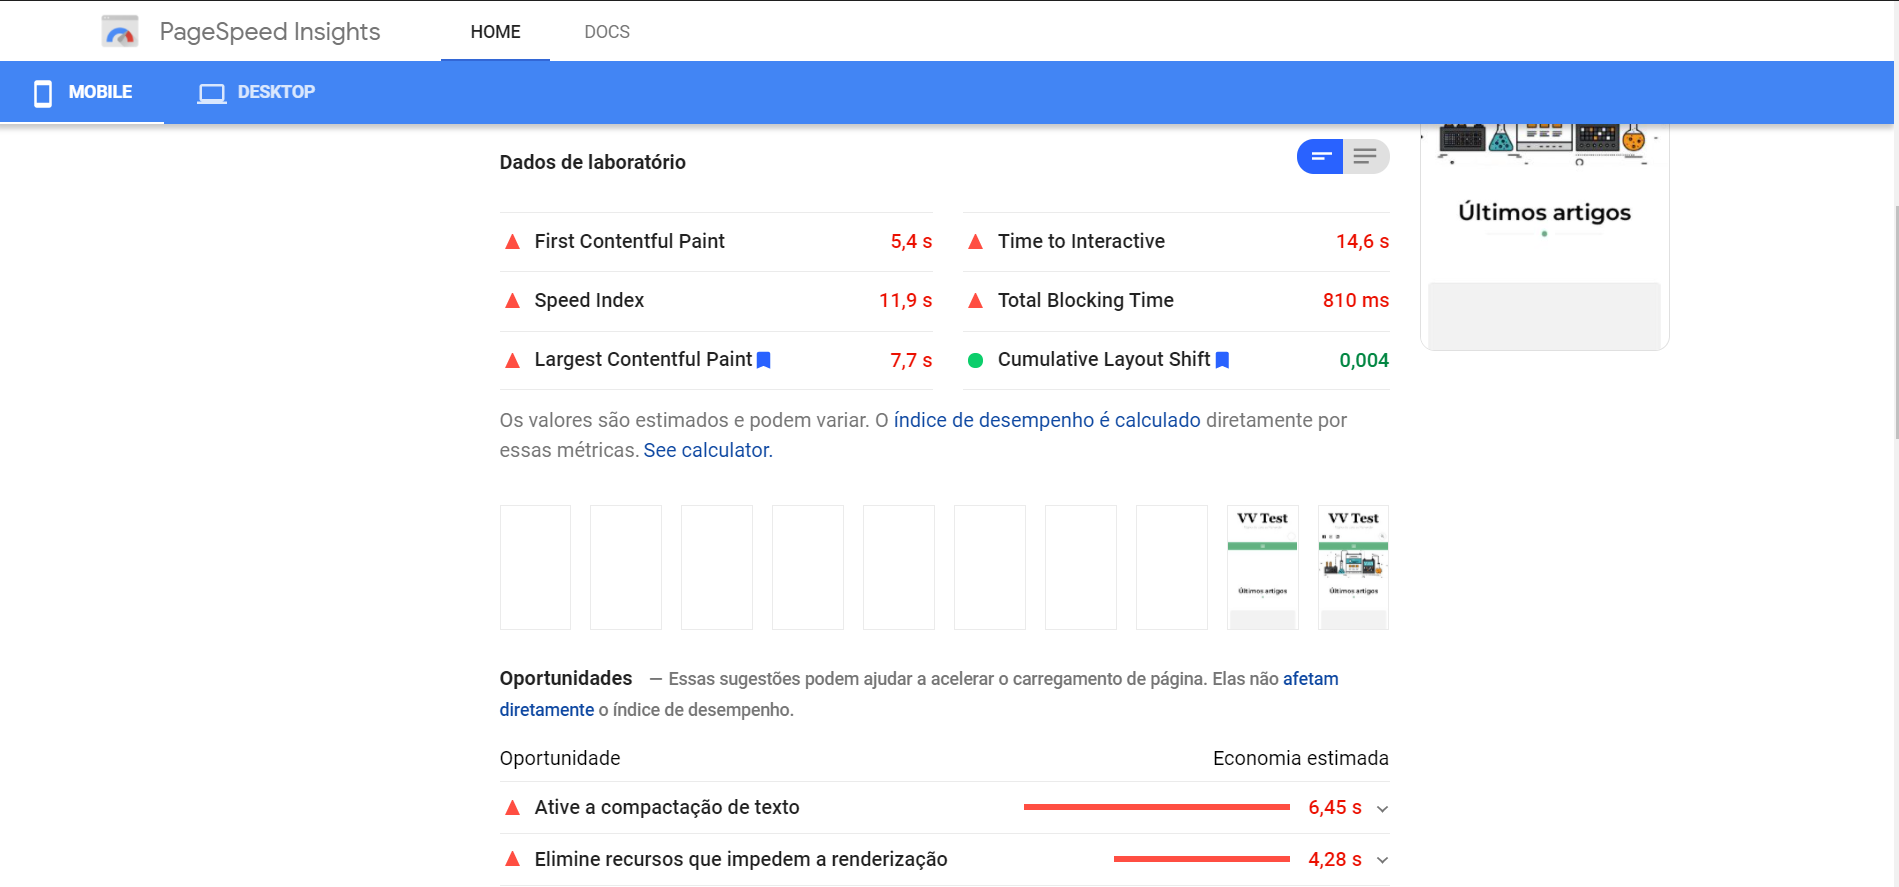 PageSpeed Insights
HOME
DOCS
MOBILE
DESKTOP
Dados de laboratório
First Contentful Paint 5,4 s
Time to Interactive 14,6 s
Speed Index 11,9 s
Total Blocking Time 810 ms
Largest Contentful Paint 7,7 s
Cumulative Layout Shift 0,004
Os valores são estimados e podem variar. O índice de desempenho é calculado diretamente por
essas métricas. See calculator.
Últimos artigos
VV Test
Últimos artigos
VV Test
Últimos artigos
Oportunidades — Essas sugestões podem ajudar a acelerar o carregamento de página. Elas não afetam
diretamente o índice de desempenho.
Oportunidade Economia estimada
Ative a compactação de texto 6,45 s
Elimine recursos que impedem a renderização 4,28 s